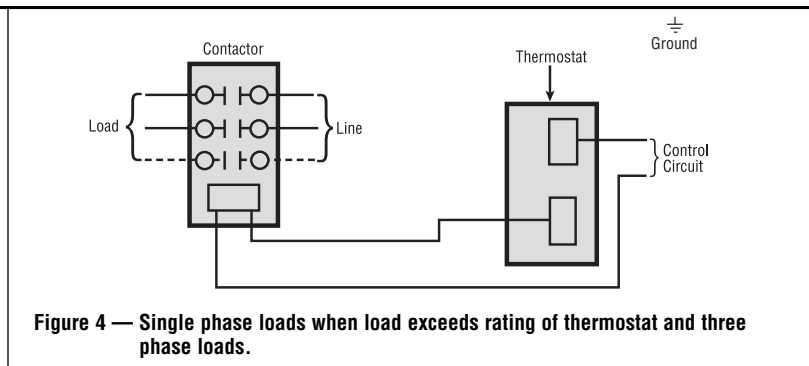 Contactor
Ground
Thermostat
Load
Line
Control
Circuit
Figure 4 — Single phase loads when load exceeds rating of thermostat and three
phase loads.